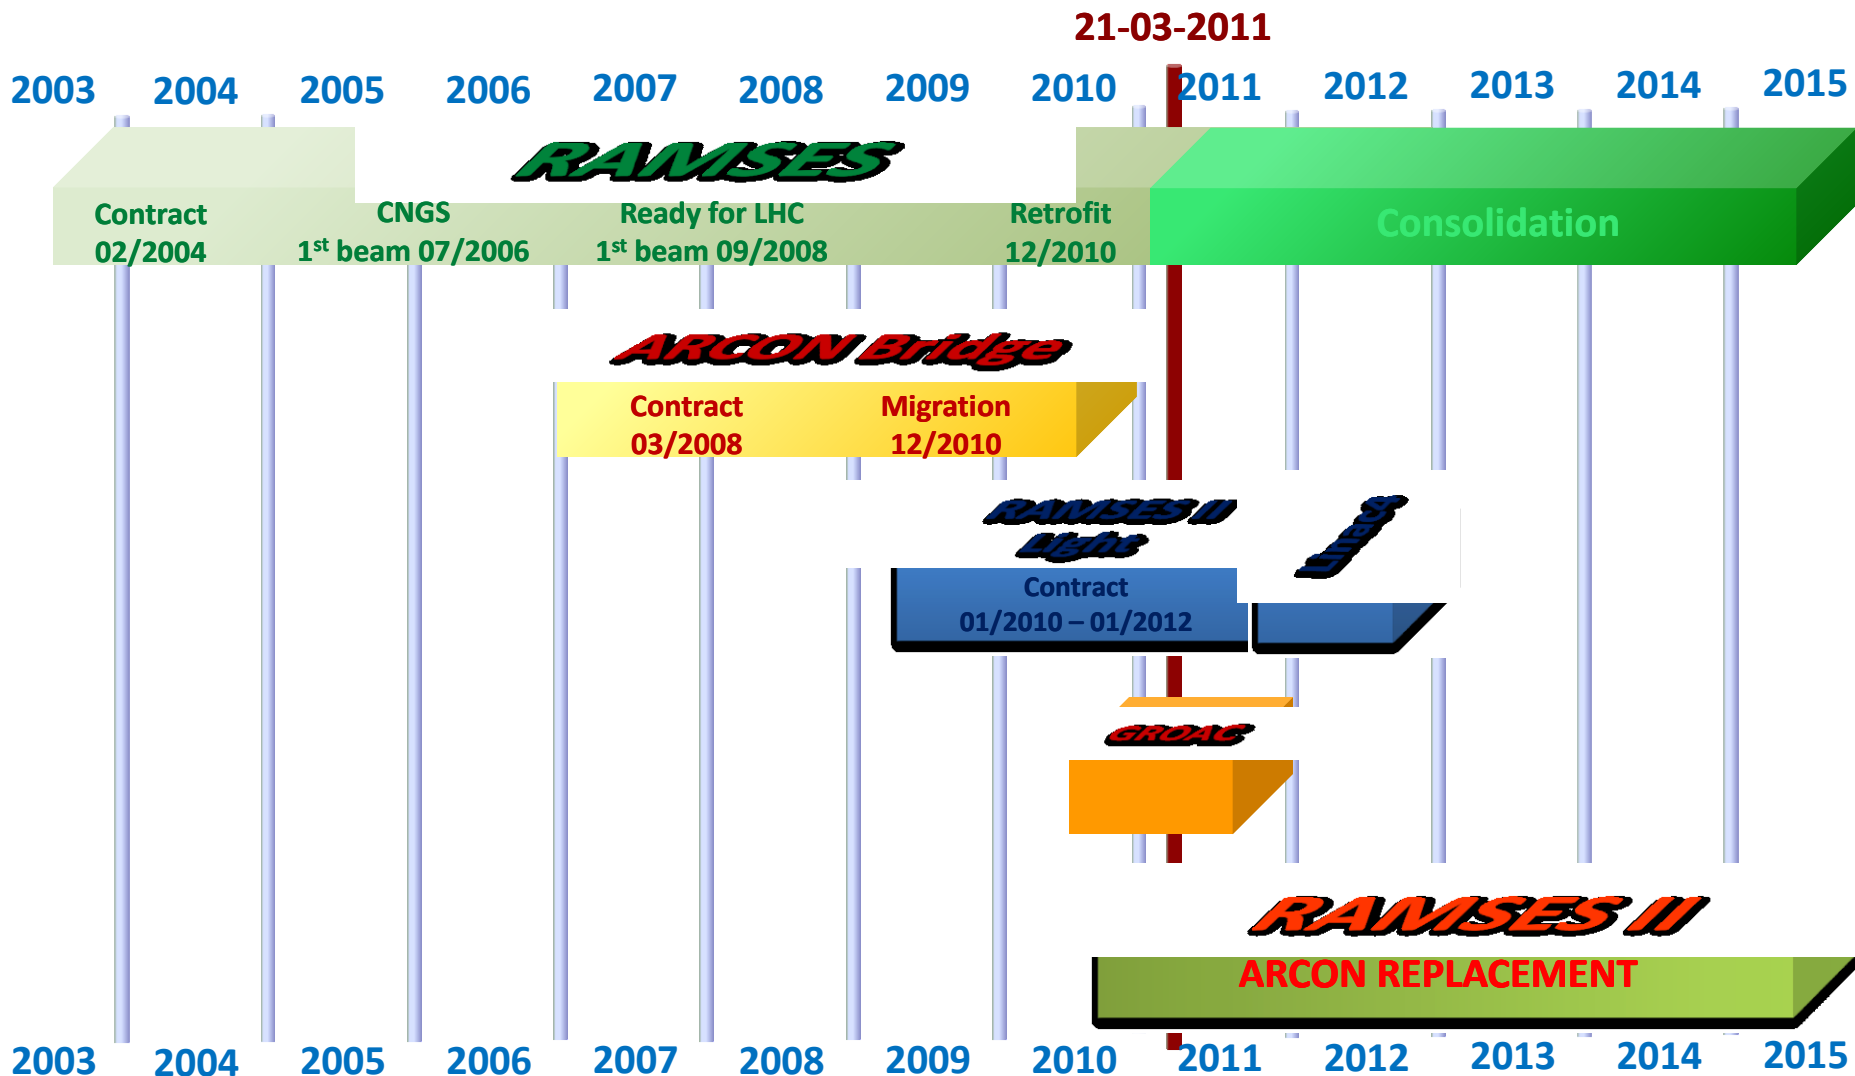 21-03-2011
2003 2004 2005 2006 2007 2008 2009 2010 2011 2012 2013 2014 2015
RAMSES
Contract
02/2004
CNGS
1st beam 07/2006
Ready for LHC
1st beam 09/2008
Retrofit
12/2010
Consolidation
ARCON Bridge
Contract
03/2008
Migration
12/2010
RAMSES II
Light
Linac4
Contract
01/2010 – 01/2012
GROAC
RAMSES II
ARCON REPLACEMENT
2003 2004 2005 2006 2007 2008 2009 2010 2011 2012 2013 2014 2015